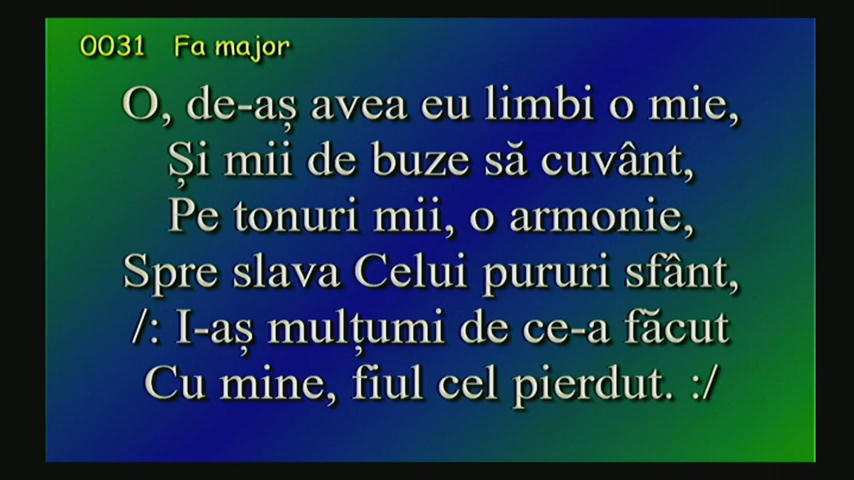 0031 Fa major
O, de-aș avea eu limbi o mie,
Și mii de buze să cuvânt,
Pe tonuri mii, o armonie,
Spre slava Celui pururi sfânt,
/: I-aș mulțumi de ce-a făcut
Cu mine, fiul cel pierdut. :/